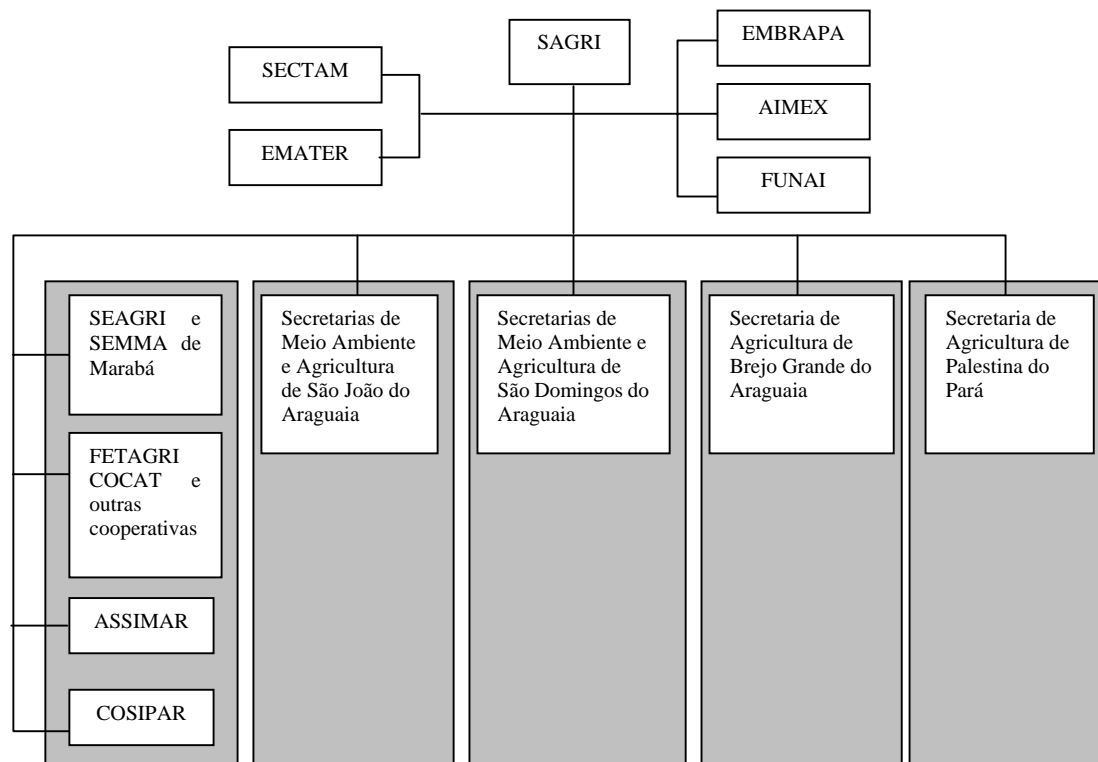 SAGRI
SECTAM
EMATER
EMBRAPA
AIMEX
FUNAI
SEAGRI e
SEMMA de
Marabá
FETAGRI
COCAT e
outras
cooperativas
ASSIMAR
COSIPAR
Secretarias de
Meio Ambiente
e Agricultura
de São João do
Araguaia
Secretarias de
Meio Ambiente e
Agricultura de
São Domingos do
Araguaia
Secretaria de
Agricultura de
Brejo Grande do
Araguaia
Secretaria de
Agricultura de
Palestina do
Pará